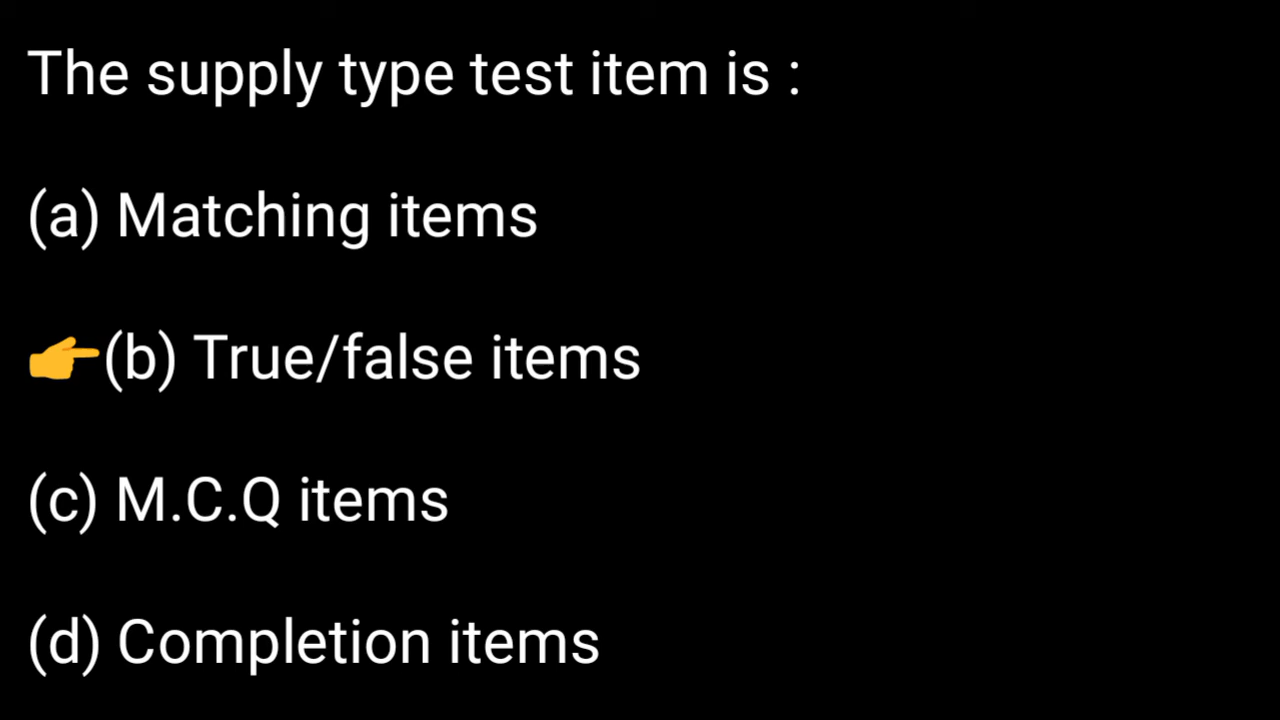 The supply type test item is :
(a) Matching items
👉(b) True/false items
(c) M.C.Q items
(d) Completion items